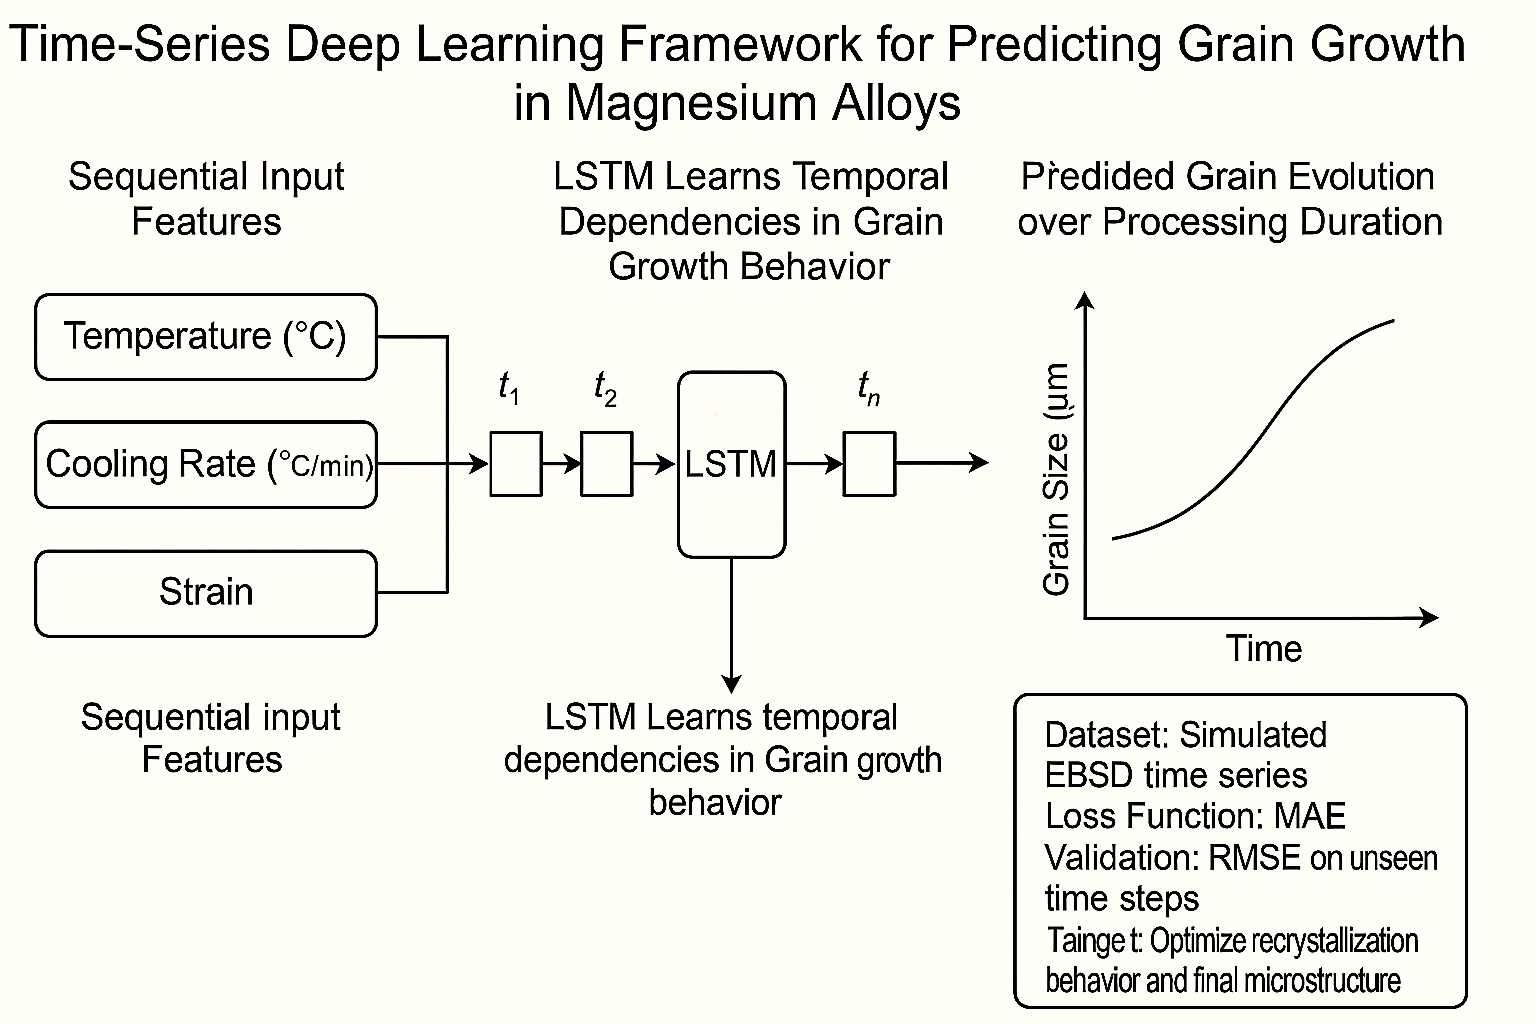 Time-Series Deep Learning Framework for Predicting Grain Growth
in Magnesium Alloys
Sequential Input
Features
Temperature (°C)
Cooling Rate (°C/min)
Strain
Sequential input
Features
LSTM Learns Temporal
Dependencies in Grain
Growth Behavior
t1
t2
LSTM
tn
LSTM Learns temporal
dependencies in Grain grovth
behavior
Predided Grain Evolution
over Processing Duration
Grain Size (µm
Time
Dataset: Simulated
EBSD time series
Loss Function: MAE
Validation: RMSE on unseen
time steps
Tainge t: Optimize recrystallization
behavior and final microstructure